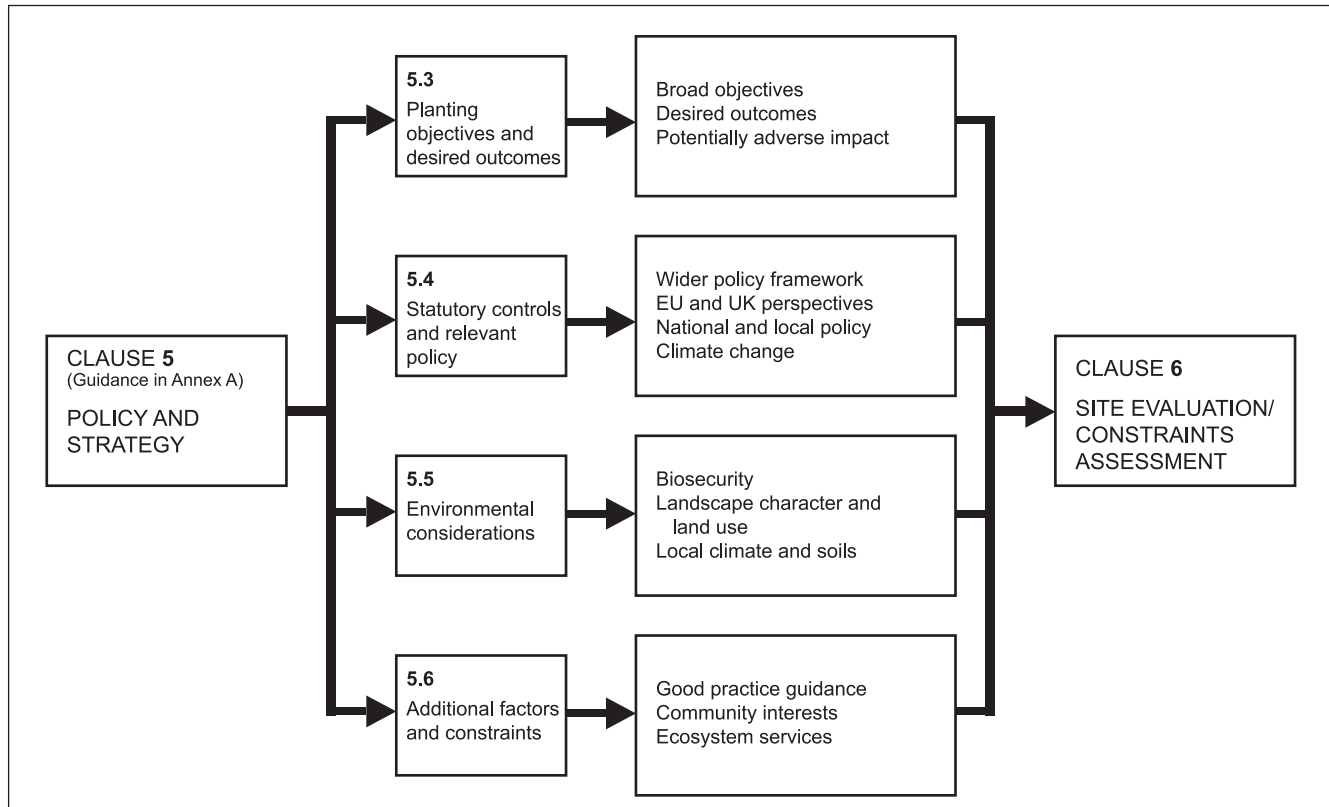 CLAUSE 5
(Guidance in Annex A)
POLICY AND
STRATEGY
5.3
Planting
objectives and
desired outcomes
Broad objectives
Desired outcomes
Potentially adverse impact
5.4
Statutory controls
and relevant
policy
Wider policy framework
EU and UK perspectives
National and local policy
Climate change
5.5
Environmental
considerations
Biosecurity
Landscape character and
land use
Local climate and soils
5.6
Additional factors
and constraints
Good practice guidance
Community interests
Ecosystem services
CLAUSE 6
SITE EVALUATION/
CONSTRAINTS
ASSESSMENT